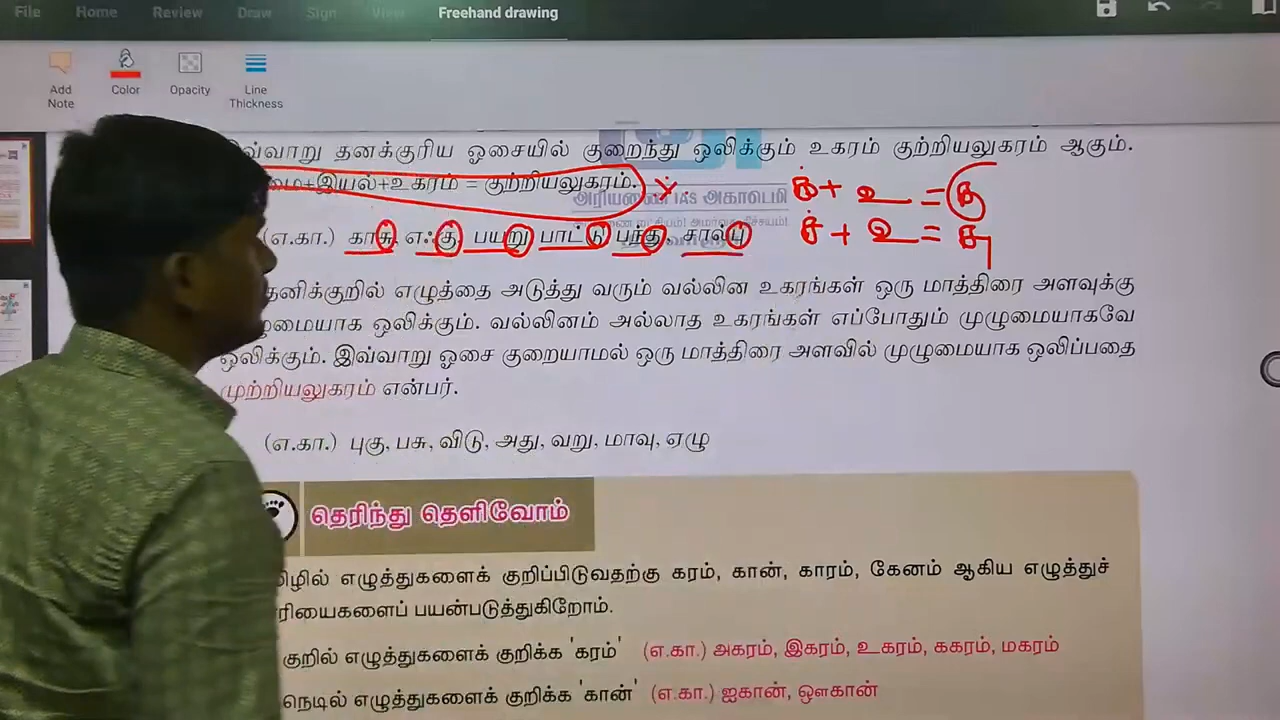 File Home Review Draw Sign View Freehand drawing
Add Note Color Opacity Line Thickness
தனக்குரிய ஓசையில் குறைந்து ஒலிக்கும் உகரம் குற்றியலுகரம் ஆகும்.
+இயல்+உகரம் = குற்றியலுகரம்.
அரியணை IAS அகாடெமி
க் + உ = கு
(எ.கா.) காசு, எஃகு, பயறு, பாட்டு, பந்து, சால்பு
ச் + உ = சு
தனிக்குறில் எழுத்தை அடுத்து வரும் வல்லின உகரங்கள் ஒரு மாத்திரை அளவுக்கு
ஒலிக்கும். வல்லினம் அல்லாத உகரங்கள் எப்போதும் முழுமையாகவே
ஒலிக்கும். இவ்வாறு ஓசை குறையாமல் ஒரு மாத்திரை அளவில் முழுமையாக ஒலிப்பதை
முற்றியலுகரம் என்பர்.
(எ.கா.) புகு, பசு, விடு, அது, வறு, மாவு, ஏழு
தெரிந்து தெளிவோம்
எழுத்துகளைக் குறிப்பிடுவதற்கு கரம், கான், காரம், கேனம் ஆகிய எழுத்துச்
பயன்படுத்துகிறோம்.
குறில் எழுத்துகளைக் குறிக்க 'கரம்' (எ.கா.) அகரம், இகரம், உகரம், ககரம், மகரம்
நெடில் எழுத்துகளைக் குறிக்க 'கான்' (எ.கா.) ஐகான், ஔகான்